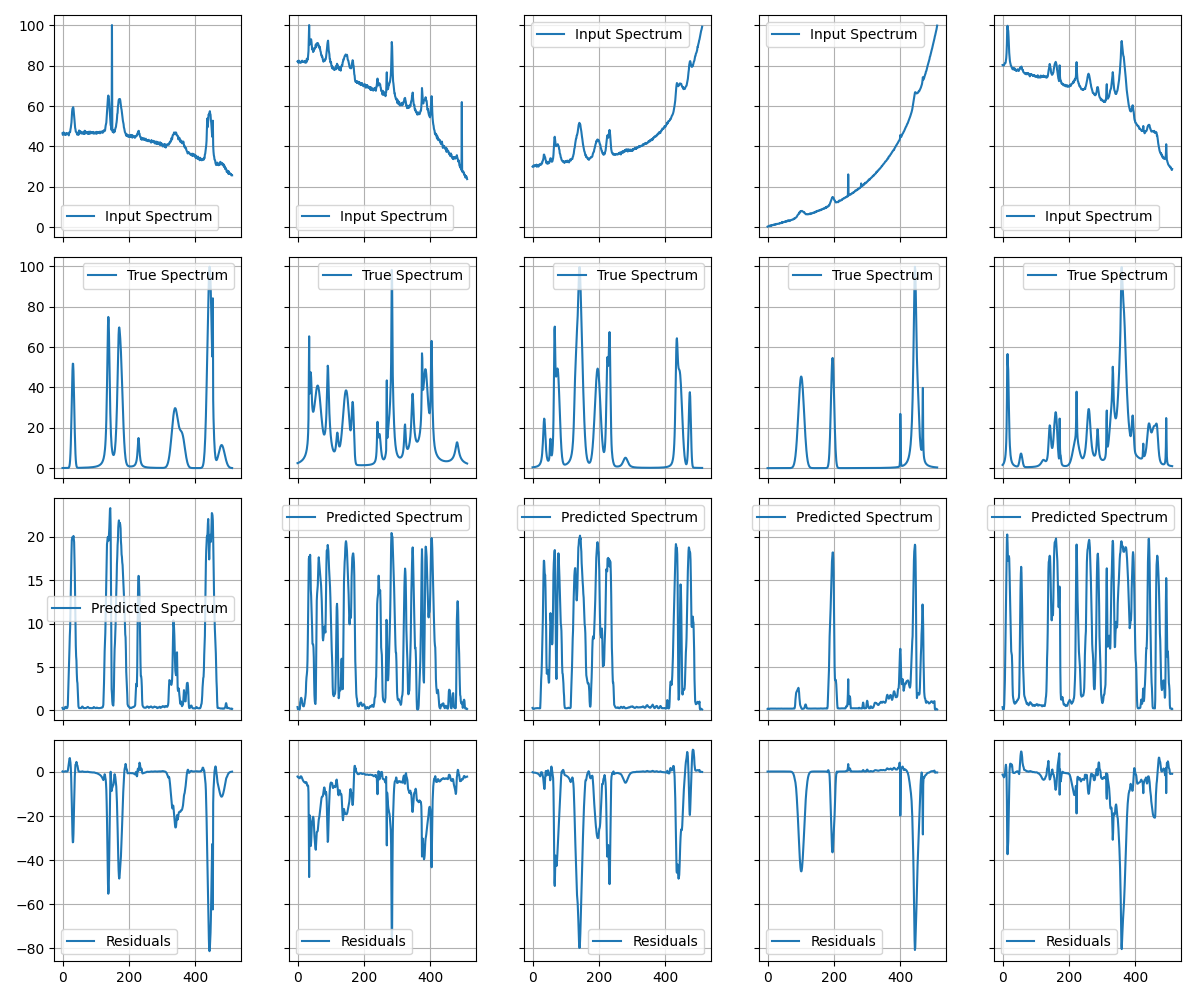 100
80
60
40
20
0
Input Spectrum
Input Spectrum
Input Spectrum
Input Spectrum
Input Spectrum
100
80
60
40
20
0
True Spectrum
True Spectrum
True Spectrum
True Spectrum
True Spectrum
20
15
10
5
0
Predicted Spectrum
Predicted Spectrum
Predicted Spectrum
Predicted Spectrum
Predicted Spectrum
0
−20
−40
−60
−80
Residuals
Residuals
Residuals
Residuals
Residuals
0 200 400 0 200 400 0 200 400 0 200 400 0 200 400